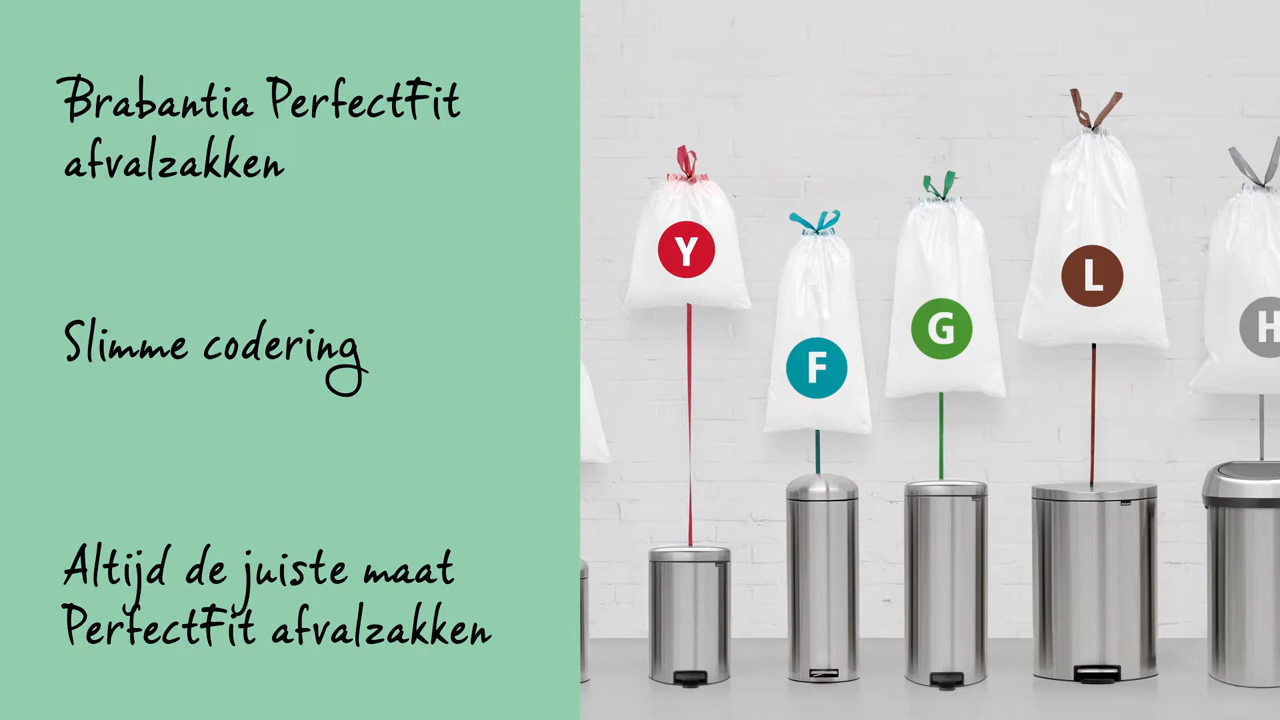 Brabantia PerfectFit
afvalzakken
Slimme codering
Altijd de juiste maat
PerfectFit afvalzakken
Y
F
G
L
H